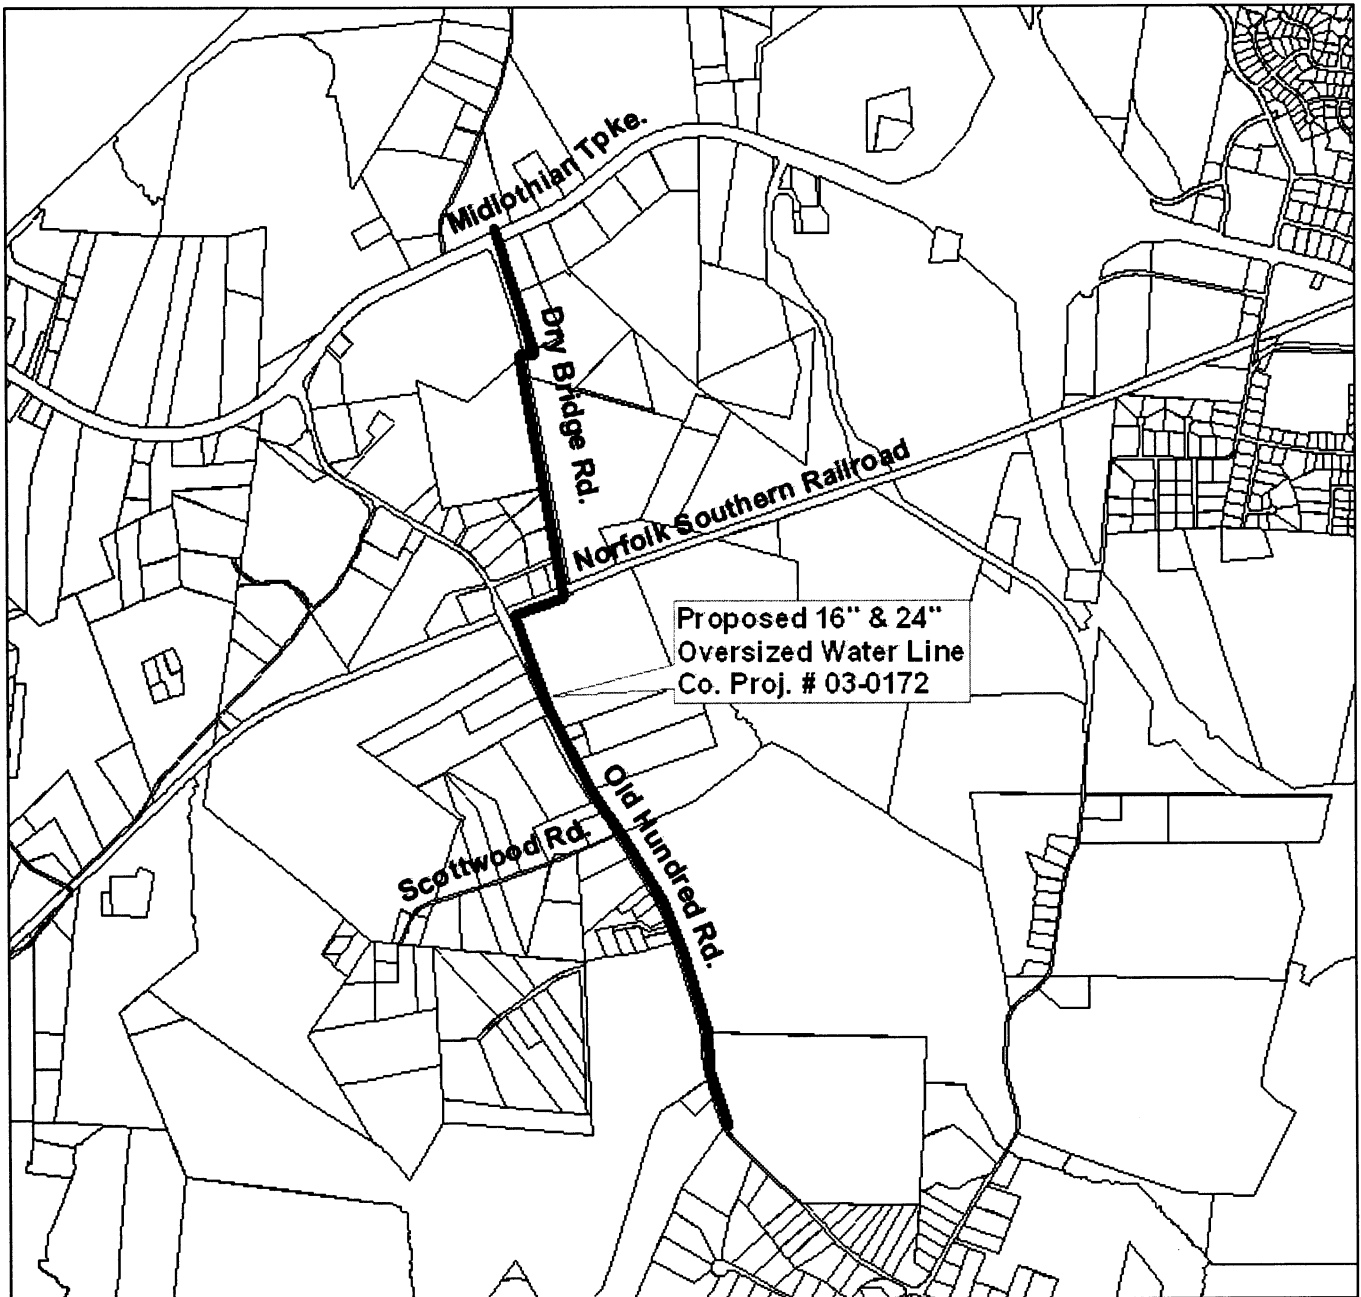 Midlothian Tpke.
Dry Bridge Rd.
Norfolk Southern Railroad
Proposed 16" & 24"
Oversized Water Line
Co. Proj. # 03-0172
Old Hundred Rd.
Scottwood Rd.